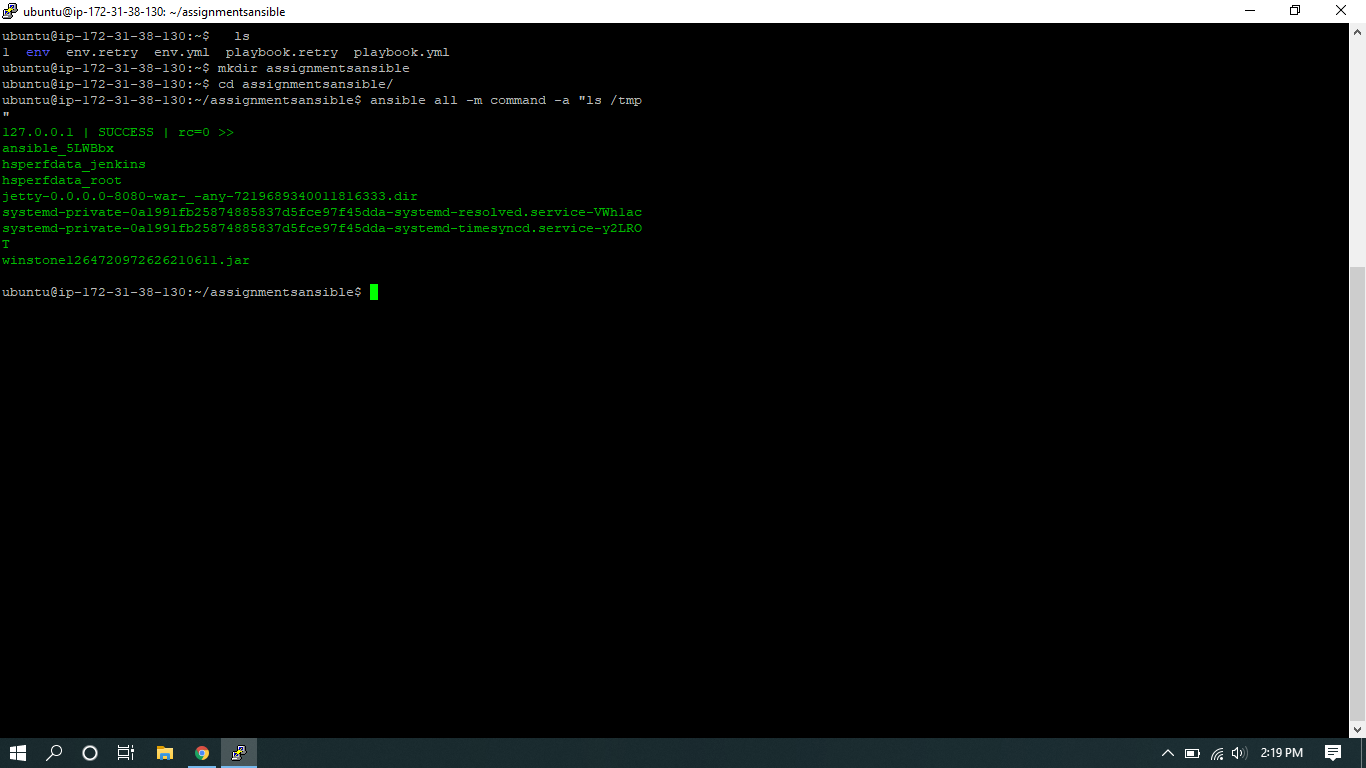 ubuntu@ip-172-31-38-130: ~/assignmentsansible
ubuntu@ip-172-31-38-130:~$   ls
1  env  env.retry  env.yml  playbook.retry  playbook.yml
ubuntu@ip-172-31-38-130:~$ mkdir assignmentsansible
ubuntu@ip-172-31-38-130:~$ cd assignmentsansible/
ubuntu@ip-172-31-38-130:~/assignmentsansible$ ansible all -m command -a "ls /tmp
"
127.0.0.1 | SUCCESS | rc=0 >>
ansible_5LWBbx
hsperfdata_jenkins
hsperfdata_root
jetty-0.0.0.0-8080-war-_-any-7219689340011816333.dir
systemd-private-0a1991fb25874885837d5fce97f45dda-systemd-resolved.service-VWh1ac
systemd-private-0a1991fb25874885837d5fce97f45dda-systemd-timesyncd.service-y2LRO
T
winstone1264720972626210611.jar
ubuntu@ip-172-31-38-130:~/assignmentsansible$
2:19 PM